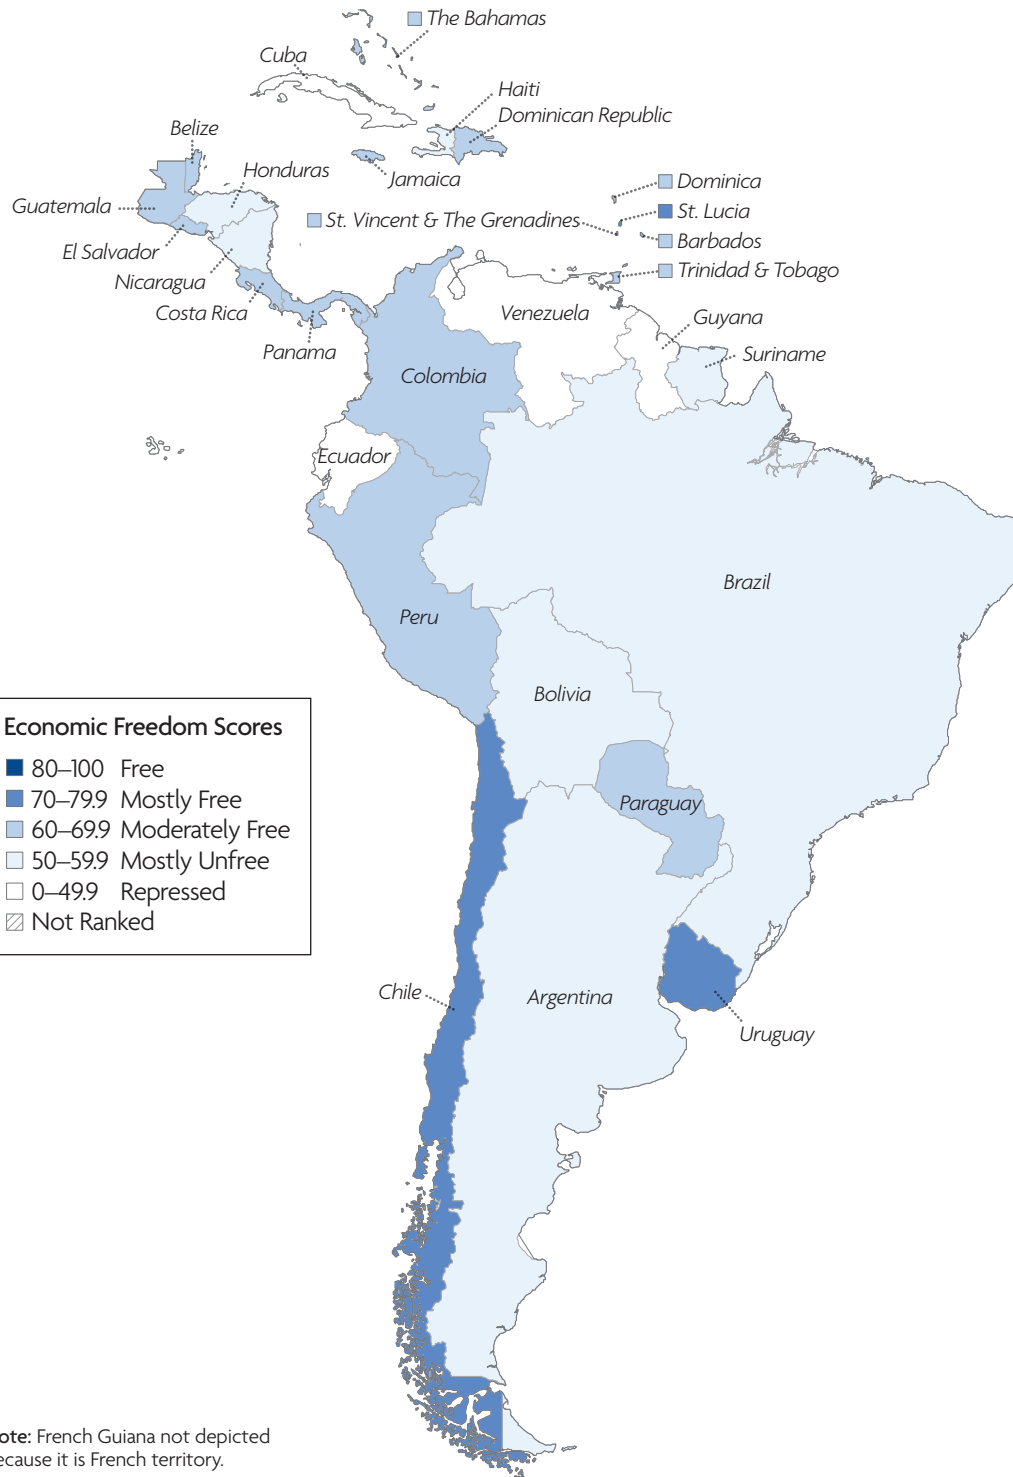 The Bahamas
Cuba
Haiti
Dominican Republic
Belize
Honduras
Jamaica
Guatemala
Dominica
St. Lucia
St. Vincent & The Grenadines
Barbados
El Salvador
Trinidad & Tobago
Nicaragua
Costa Rica
Venezuela
Guyana
Panama
Suriname
Colombia
Ecuador
Brazil
Peru
Bolivia
Economic Freedom Scores
80–100 Free
70–79.9 Mostly Free
60–69.9 Moderately Free
50–59.9 Mostly Unfree
0–49.9 Repressed
Not Ranked
Paraguay
Chile
Argentina
Uruguay
ote: French Guiana not depicted
ecause it is French territory.